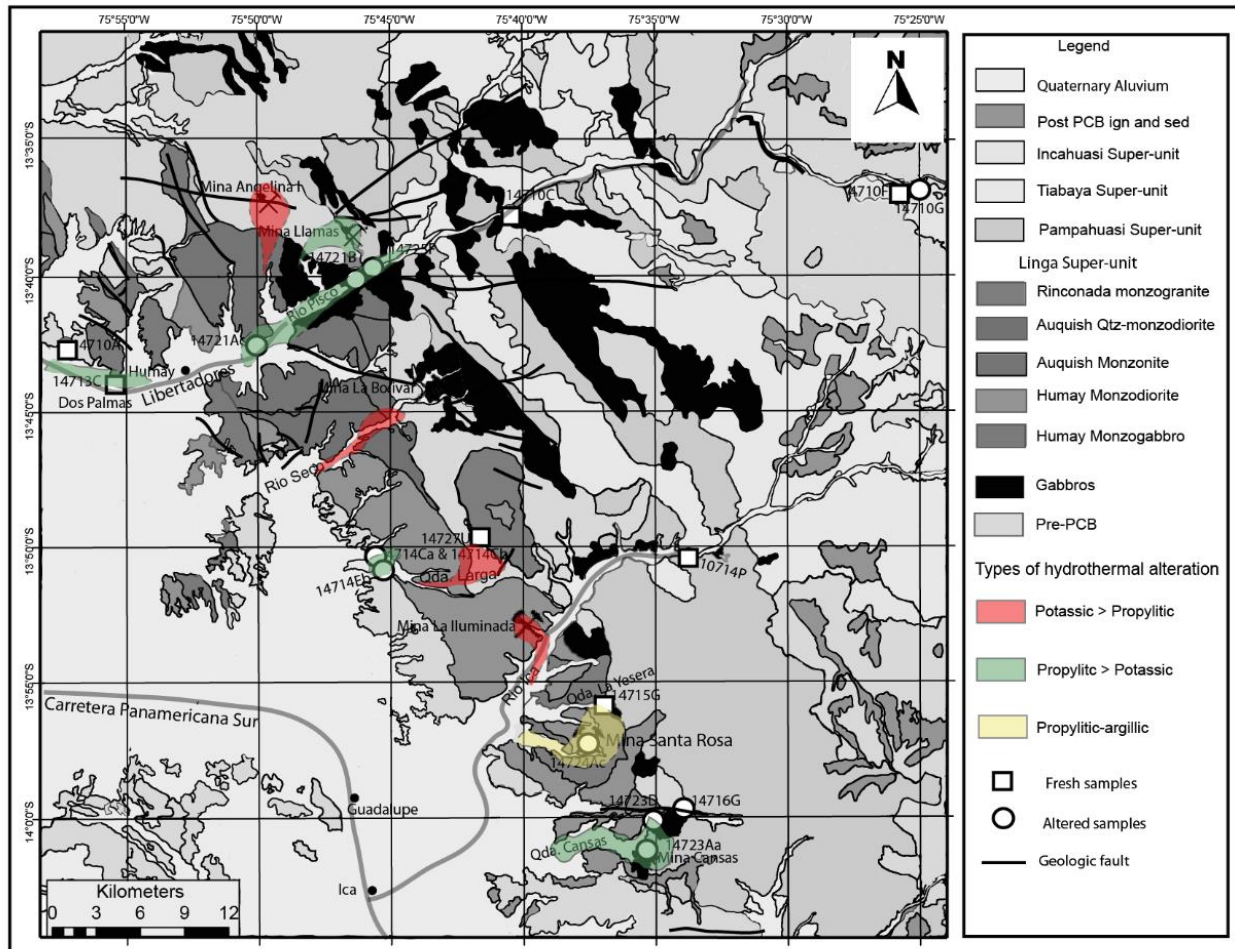 75°55'0"W
75°50'0"W
75°45'0"W
75°40'0"W
75°35'0"W
75°30'0"W
75°25'0"W
13°35'0"S
13°40'0"S
13°45'0"S
13°50'0"S
13°55'0"S
14°00'0"S
N
Mina Angelina I
14710C
14710G
Mina Llamas
14721B
14725P
Rio Pisco
14721A
14710A
14713C
Humay
Dos Palmas
Libertadores
Mina La Bolivar
Rio Seco
14727U
14714Ca & 14714Cb
14714Eb
Qda. Larga
10714P
Mina La Iluminada
Rio Ica
Qda. La Yesera
14715G
Carretera Panamericana Sur
Mina Santa Rosa
14724AC
Guadalupe
14723D
14716G
Qda. Cansas
14723Aa
Mina Cansas
Ica
Kilometers
0 3 6 9 12
Legend
Quaternary Aluvium
Post PCB ign and sed
Incahuasi Super-unit
Tiabaya Super-unit
Pampahuasi Super-unit
Linga Super-unit
Rinconada monzogranite
Auquish Qtz-monzodiorite
Auquish Monzonite
Humay Monzodiorite
Humay Monzogabbro
Gabbros
Pre-PCB
Types of hydrothermal alteration
Potassic > Propylitic
Propylitc > Potassic
Propylitic-argillic
Fresh samples
Altered samples
Geologic fault